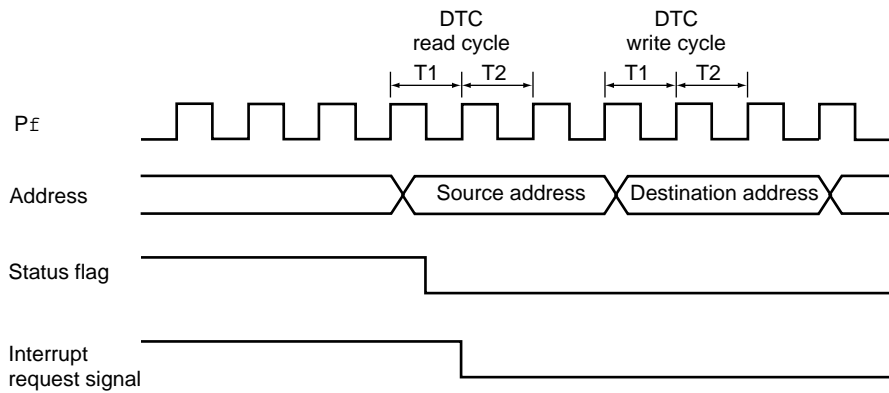 DTC
read cycle
DTC
write cycle
T1 T2 T1 T2
Pf
Address Source address Destination address
Status flag
Interrupt
request signal